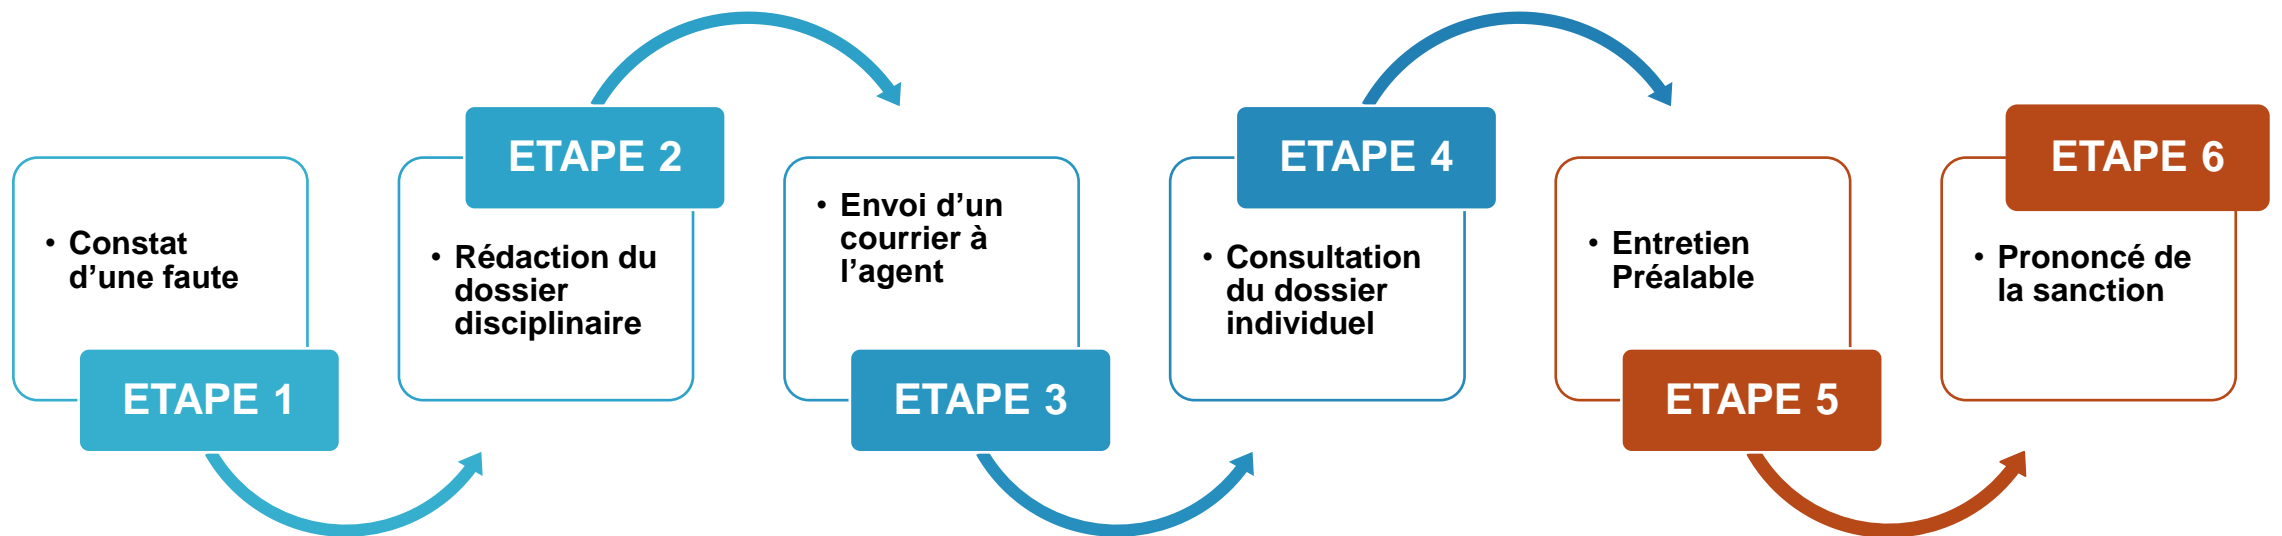 • Constat
d’une faute
ETAPE 1
ETAPE 2
• Rédaction du
dossier
disciplinaire
• Envoi d’un
courrier à
l’agent
ETAPE 3
ETAPE 4
• Consultation
du dossier
individuel
• Entretien
Préalable
ETAPE 5
ETAPE 6
• Prononcé de
la sanction